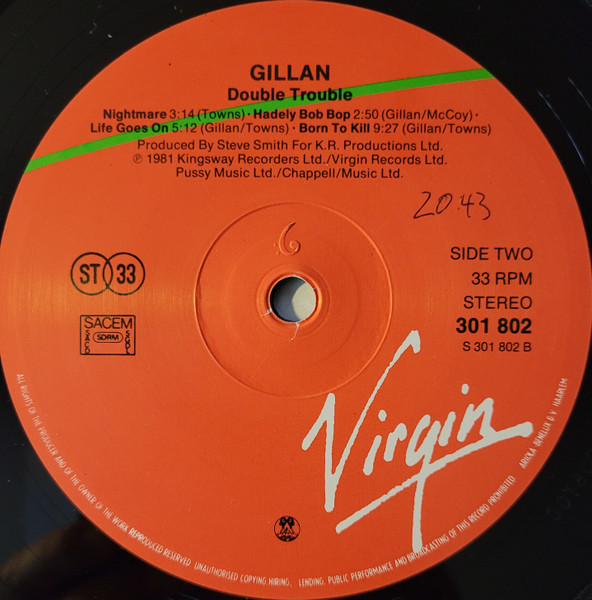 GILLAN
Double Trouble
Nightmare 3:14 (Towns) · Hadely Bob Bop 2:50 (Gillan/McCoy) ·
Life Goes On 5:12 (Gillan/Towns) · Born To Kill 9:27 (Gillan/Towns)
Produced By Steve Smith For K.R. Productions Ltd.
℗ 1981 Kingsway Recorders Ltd./Virgin Records Ltd.
Pussy Music Ltd./Chappell/Music Ltd.
20.43
ST 33
SACEM
SDRM
SIDE TWO
33 RPM
STEREO
301 802
S 301 802 B
Virgin
ALL RIGHTS OF THE PRODUCER AND OF THE OWNER OF THE WORK REPRODUCED RESERVED UNAUTHORISED COPYING HIRING, LENDING, PUBLIC PERFORMANCE AND BROADCASTING OF THIS RECORD PROHIBITED. ARIOLA BENELUX B.V. HAARLEM